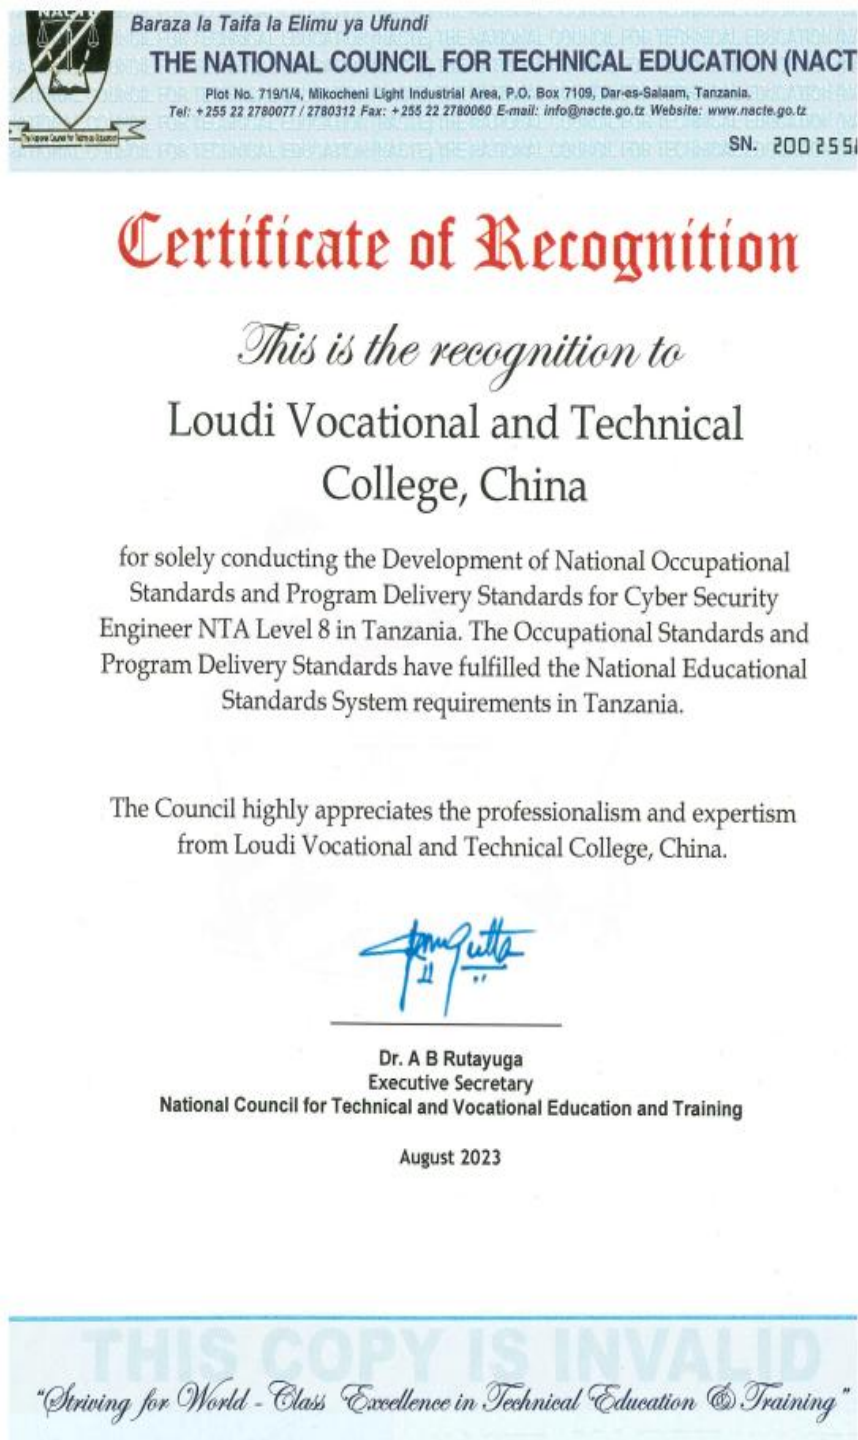 NACTE
Baraza la Taifa la Elimu ya Ufundi
THE NATIONAL COUNCIL FOR TECHNICAL EDUCATION (NACT
Plot No. 719/1/4, Mikocheni Light Industrial Area, P.O. Box 7109, Dar-es-Salaam, Tanzania.
Tel: +255 22 2780077 / 2780312 Fax: +255 22 2780060 E-mail: info@nacte.go.tz Website: www.nacte.go.tz
The National Council for Technical Education
SN. 200255
Certificate of Recognition
This is the recognition to
Loudi Vocational and Technical
College, China
for solely conducting the Development of National Occupational
Standards and Program Delivery Standards for Cyber Security
Engineer NTA Level 8 in Tanzania. The Occupational Standards and
Program Delivery Standards have fulfilled the National Educational
Standards System requirements in Tanzania.
The Council highly appreciates the professionalism and expertism
from Loudi Vocational and Technical College, China.
Dr. A B Rutayuga
Executive Secretary
National Council for Technical and Vocational Education and Training
August 2023
THIS COPY IS INVALID
"Striving for World - Class Excellence in Technical Education & Training"